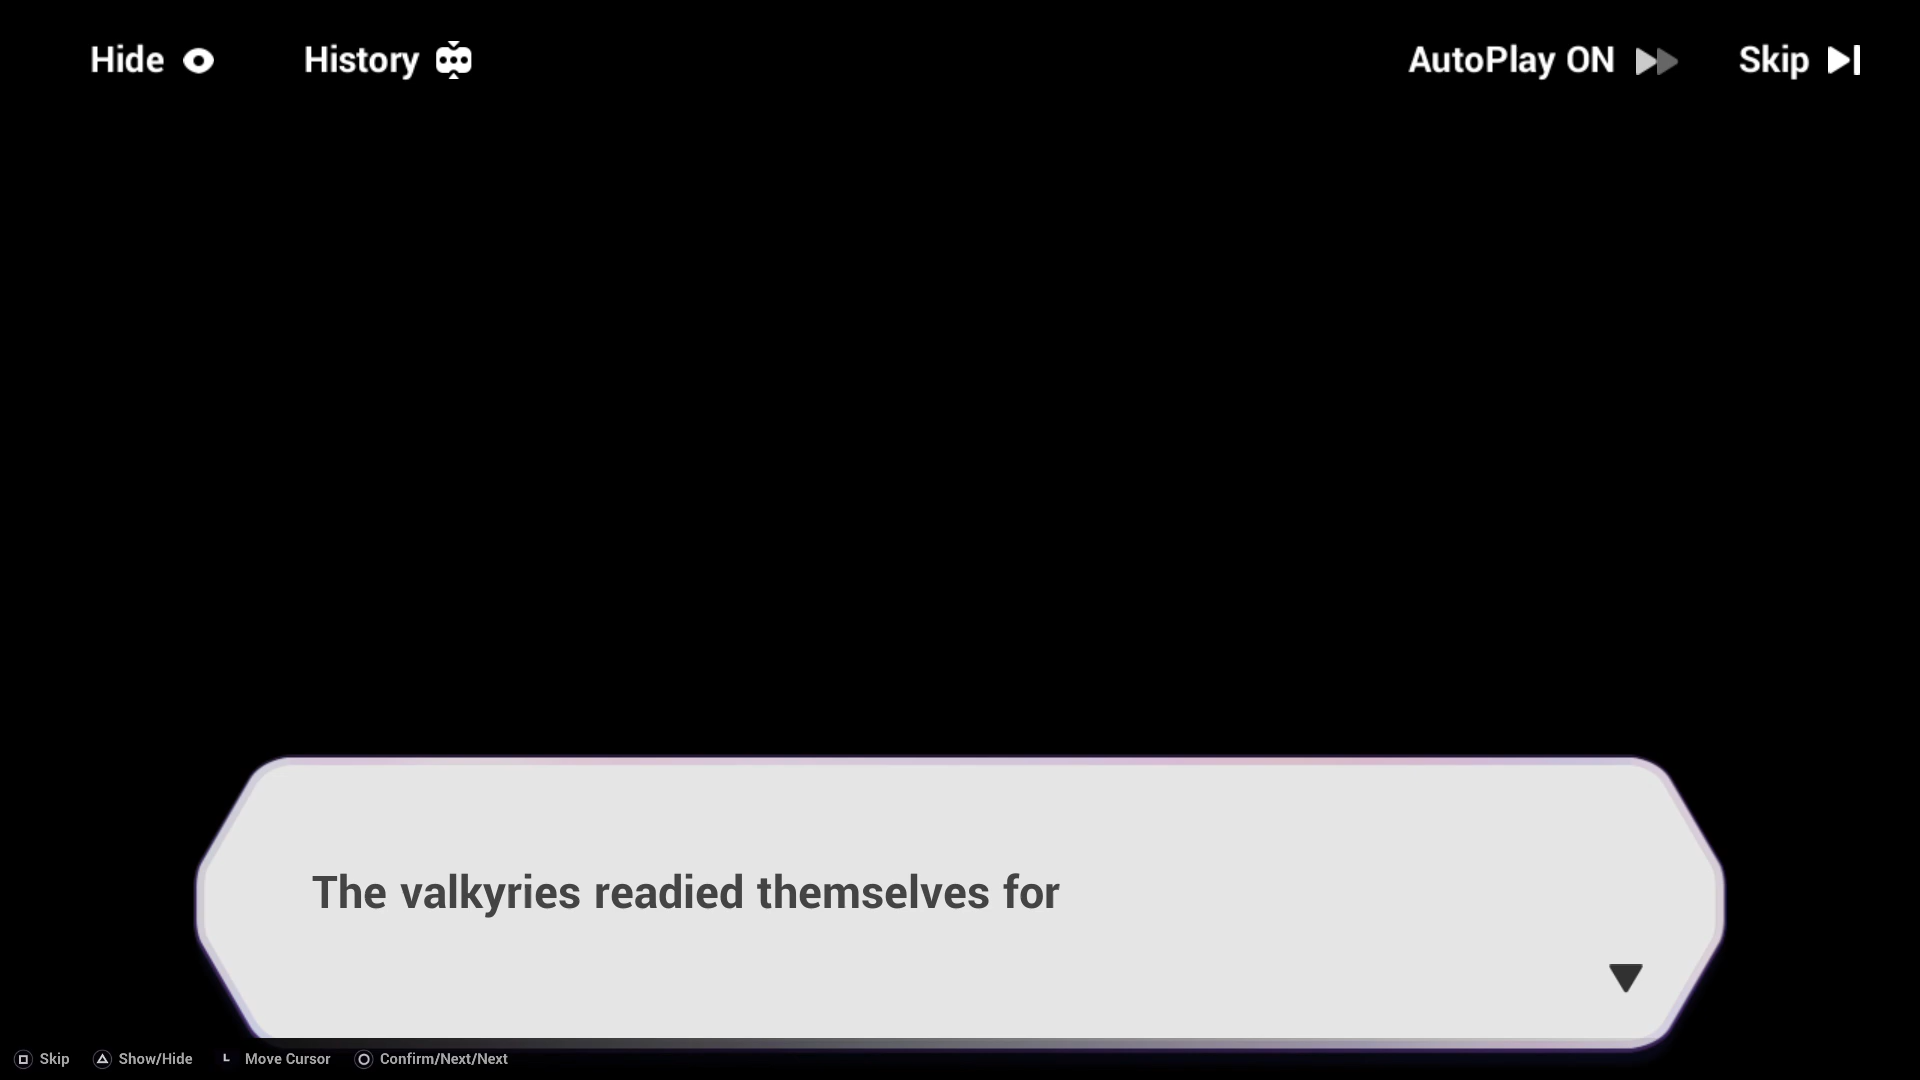 Hide
History
AutoPlay ON
Skip
The valkyries readied themselves for
Skip
Show/Hide
L
Move Cursor
Confirm/Next/Next